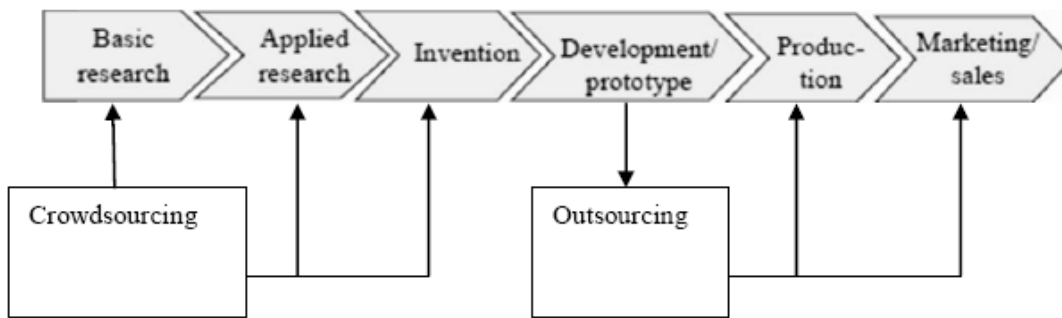 Basic
research
Applied
research
Invention
Development/
prototype
Produc-
tion
Marketing/
sales
Crowdsourcing
Outsourcing